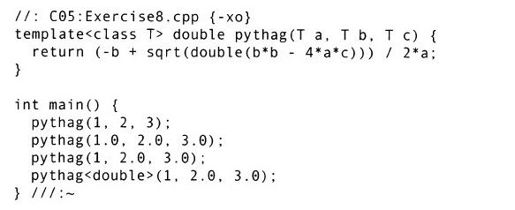 //: C05:Exercise8.cpp {-xo}
template<class T> double pythag(T a, T b, T c) {
  return (-b + sqrt(double(b*b - 4*a*c))) / 2*a;
}

int main() {
  pythag(1, 2, 3);
  pythag(1.0, 2.0, 3.0);
  pythag(1, 2.0, 3.0);
  pythag<double>(1, 2.0, 3.0);
} ///:~